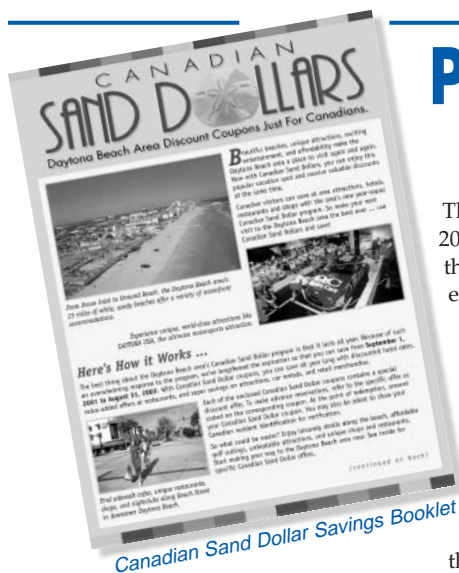 CANADIAN
SAND DOLLARS
Daytona Beach Area Discount Coupons Just For Canadians.
Beautiful beaches, unique attractions, exciting
entertainment, and affordability make the
Daytona Beach area a place to visit again and again.
Now with Canadian Sand Dollars, you can enjoy this
popular vacation spot and receive valuable discounts
at the same time.
Canadian visitors can save at area attractions, hotels,
restaurants and shops with the area's new year-round
Canadian Sand Dollar program. So make your next
visit to the Daytona Beach area the best ever ... use
Canadian Sand Dollars and save!
From Ponce Inlet to Ormond Beach, the Daytona Beach area's
23 miles of white, sandy beaches offer a variety of oceanfront
accommodations.
Experience unique, world-class attractions like
DAYTONA USA, the ultimate motorsports attraction.
Here's How it Works ...
The best thing about the Daytona Beach area's Canadian Sand Dollar program is that it lasts all year. Because of such
an overwhelming response to the program, we've lengthened the expiration so that you can save from September 1,
2001 to August 31, 2002. With Canadian Sand Dollar coupons, you can save all year long with discounted hotel rates,
value-added offers at restaurants, and super savings on attractions, car rentals, and retail merchandise.
Each of the enclosed Canadian Sand Dollar coupons contains a special
discount offer. To make advance reservations, refer to the specific offer as
stated on the corresponding coupon. At the point of redemption, present
your Canadian Sand Dollar coupon. You may also be asked to show your
Canadian resident identification for verification.
So what could be easier? Enjoy leisurely strolls along the beach, affordable
golf outings, unbeatable attractions, and unique shops and restaurants.
Start making your way to the Daytona Beach area now. See inside for
specific Canadian Sand Dollar offers.
Find sidewalk cafes, unique restaurants,
shops, and nightclubs along Beach Street
in downtown Daytona Beach.
(continued on back)
Canadian Sand Dollar Savings Booklet
P